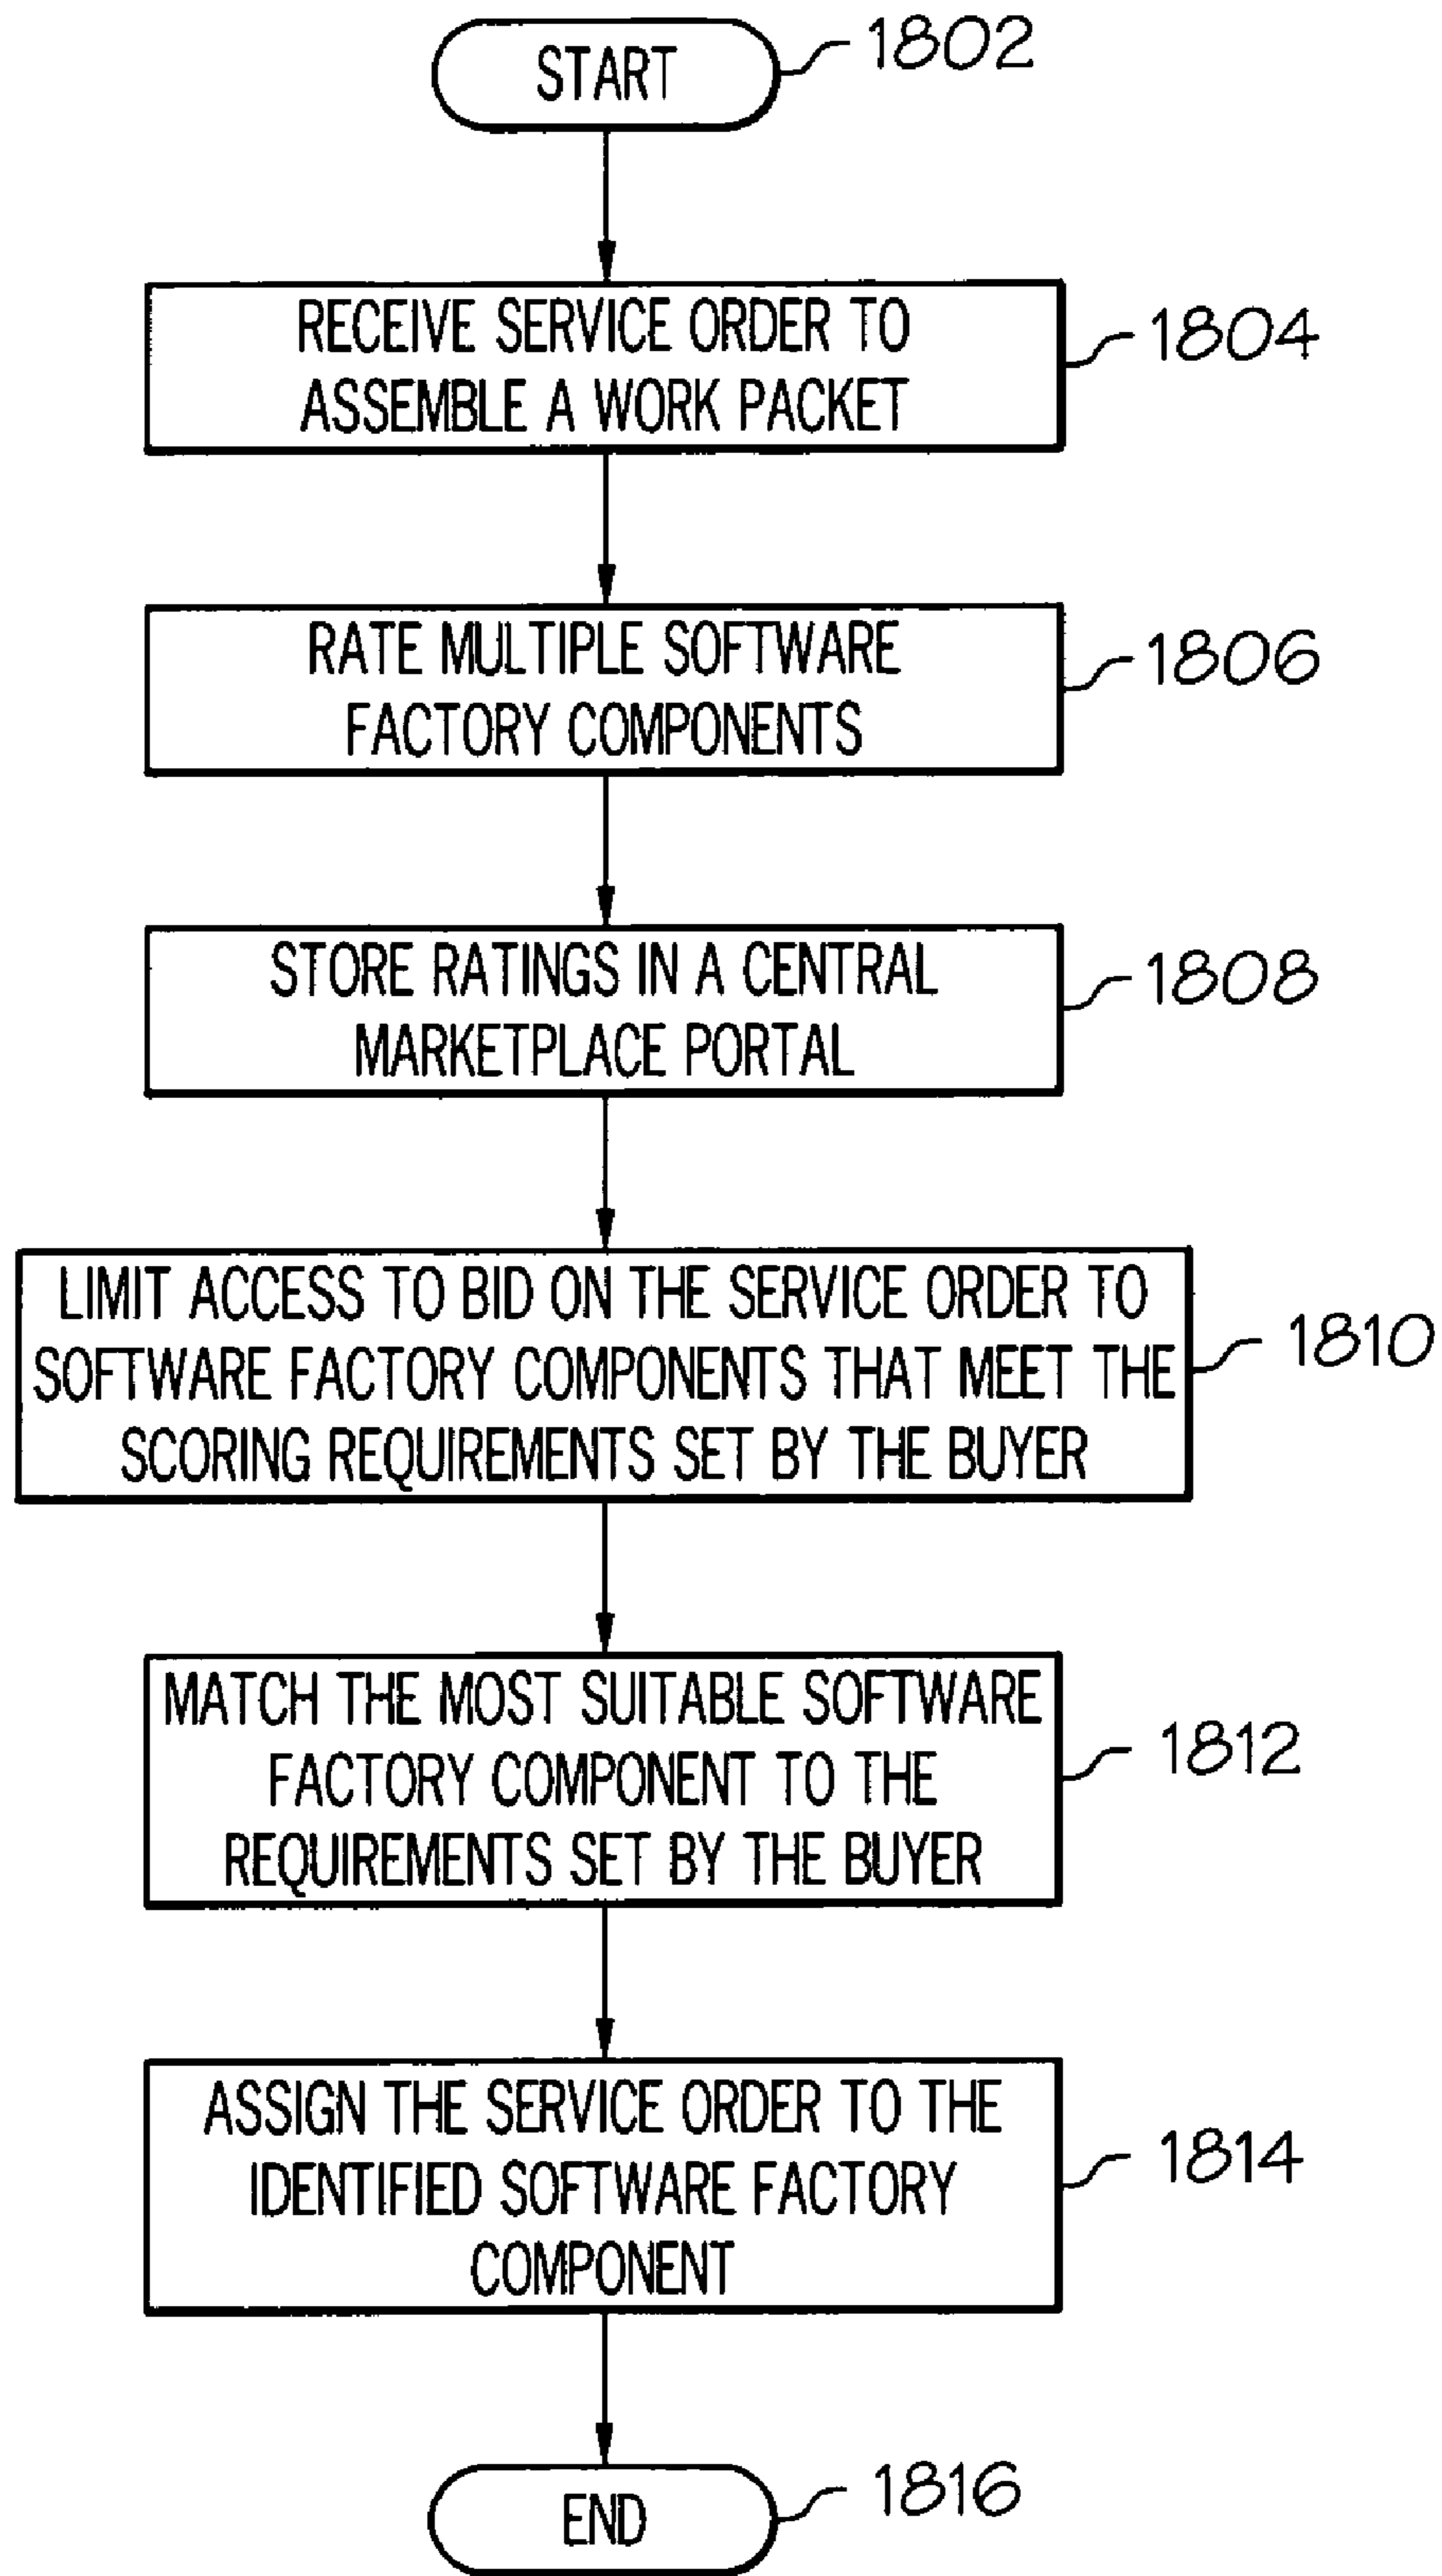 START
1802
RECEIVE SERVICE ORDER TO
ASSEMBLE A WORK PACKET
1804
RATE MULTIPLE SOFTWARE
FACTORY COMPONENTS
1806
STORE RATINGS IN A CENTRAL
MARKETPLACE PORTAL
1808
LIMIT ACCESS TO BID ON THE SERVICE ORDER TO
SOFTWARE FACTORY COMPONENTS THAT MEET THE
SCORING REQUIREMENTS SET BY THE BUYER
1810
MATCH THE MOST SUITABLE SOFTWARE
FACTORY COMPONENT TO THE
REQUIREMENTS SET BY THE BUYER
1812
ASSIGN THE SERVICE ORDER TO THE
IDENTIFIED SOFTWARE FACTORY
COMPONENT
1814
END
1816